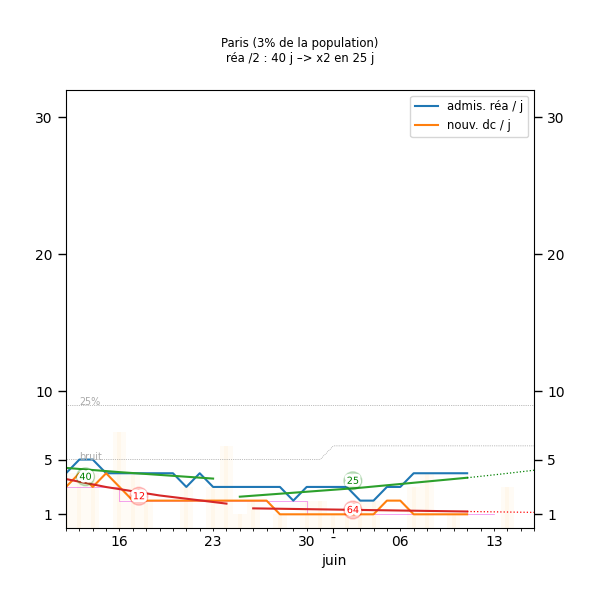 Paris (3% de la population)
réa /2 : 40 j –> x2 en 25 j
admis. réa / j
nouv. dc / j
30 30
20 20
10 10
25%
bruit
5 5
40
12
25
64
1 1
16 23 30 - 06 13
juin